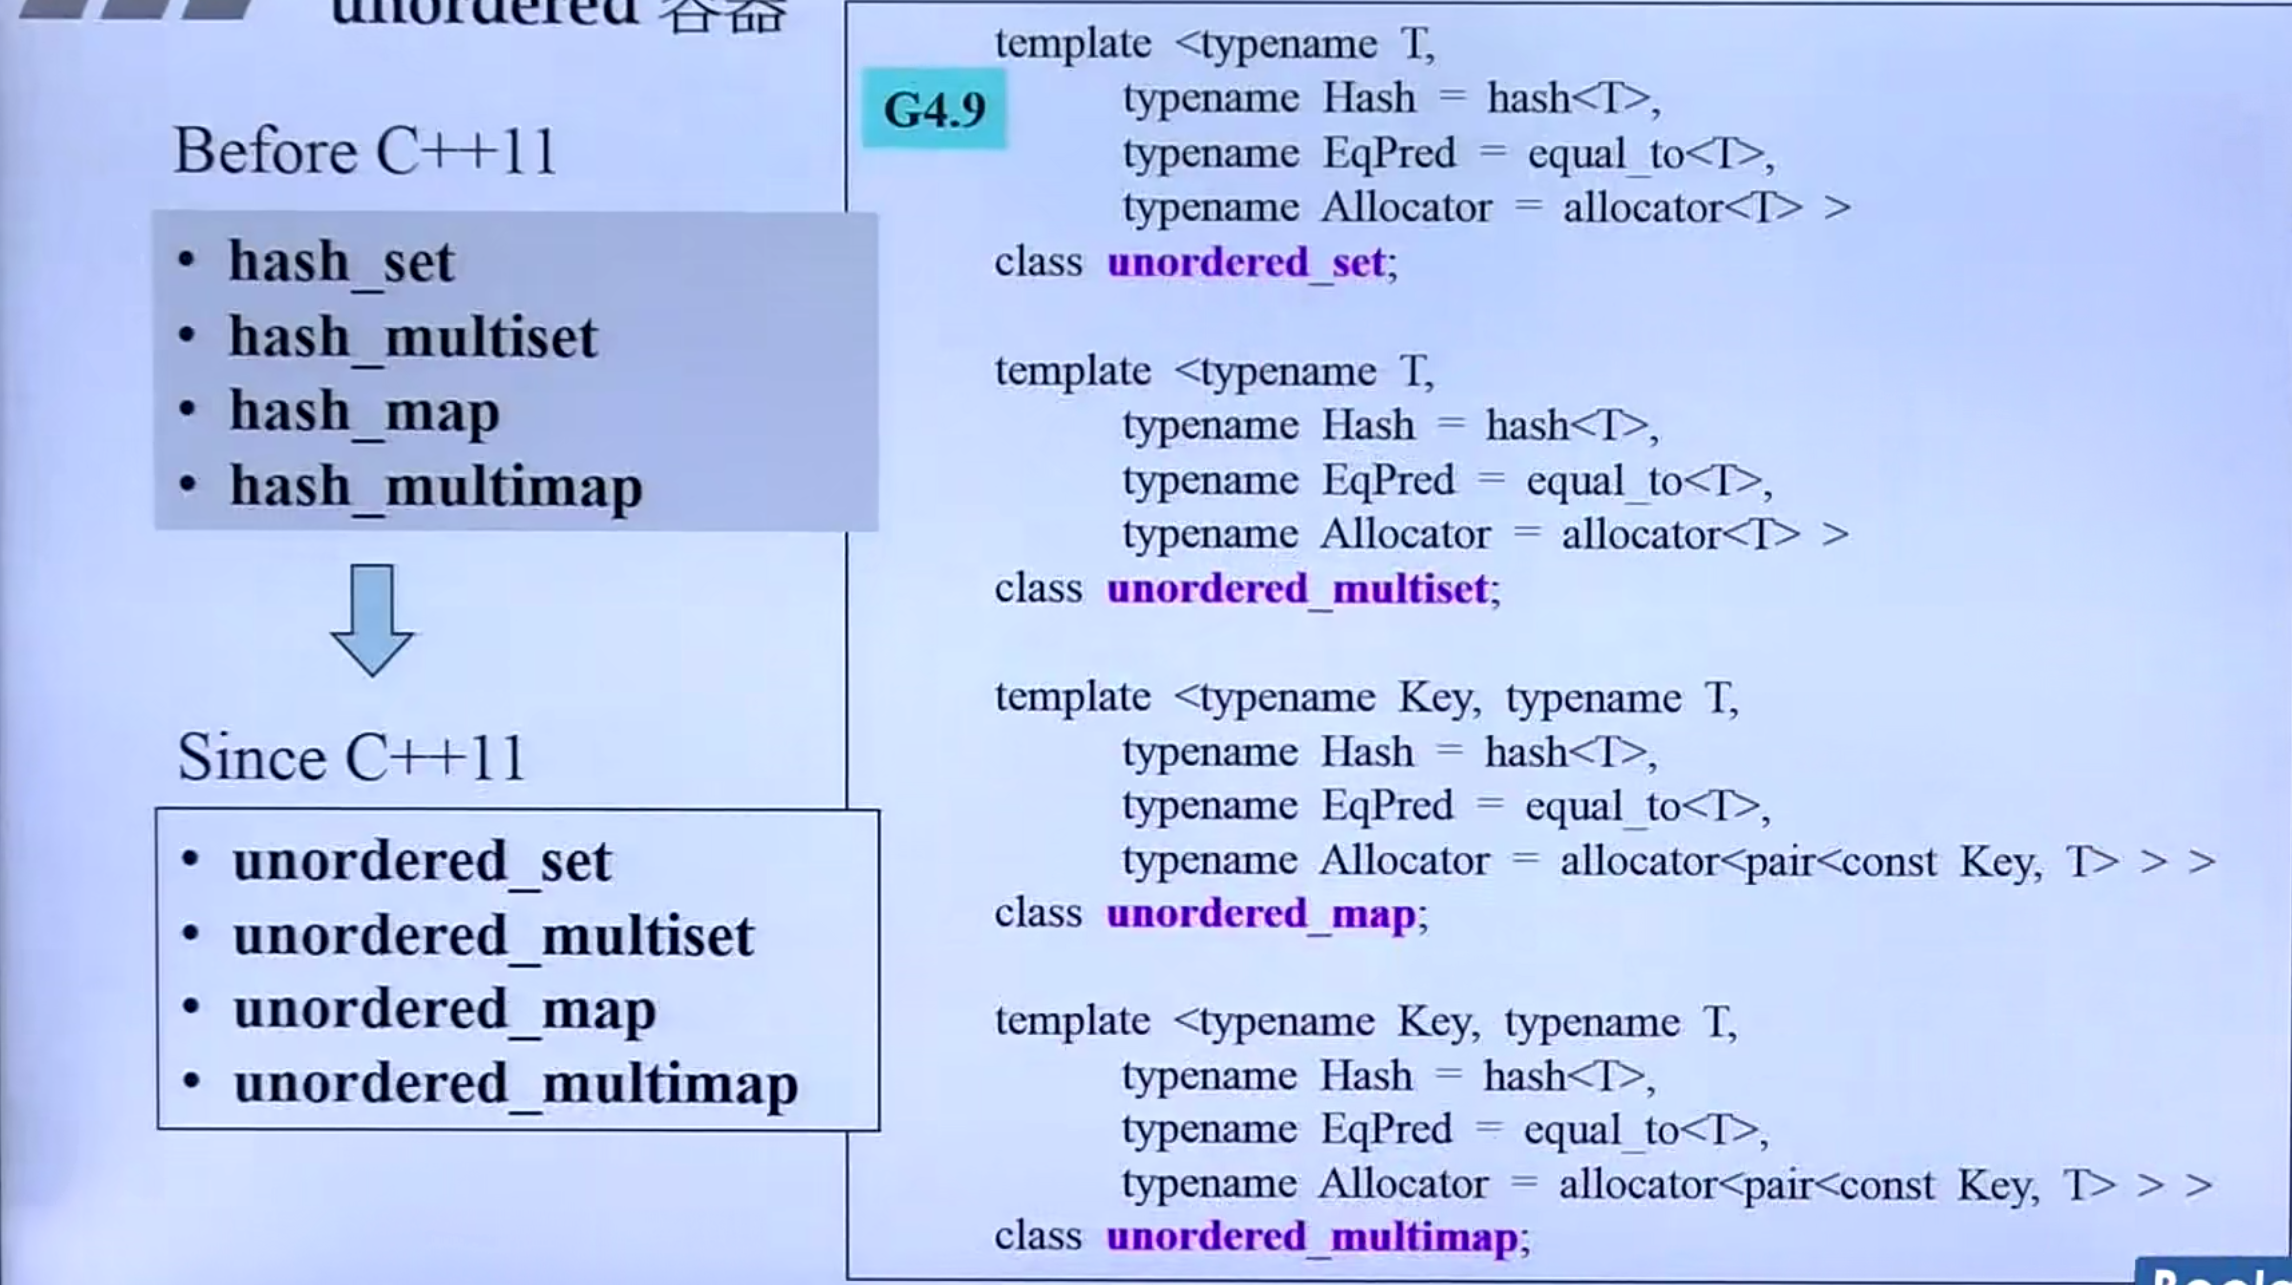 unordered 容器
Before C++11
• hash_set
• hash_multiset
• hash_map
• hash_multimap
Since C++11
• unordered_set
• unordered_multiset
• unordered_map
• unordered_multimap
G4.9
template <typename T,
typename Hash = hash<T>,
typename EqPred = equal_to<T>,
typename Allocator = allocator<T> >
class unordered_set;
template <typename T,
typename Hash = hash<T>,
typename EqPred = equal_to<T>,
typename Allocator = allocator<T> >
class unordered_multiset;
template <typename Key, typename T,
typename Hash = hash<T>,
typename EqPred = equal_to<T>,
typename Allocator = allocator<pair<const Key, T> > >
class unordered_map;
template <typename Key, typename T,
typename Hash = hash<T>,
typename EqPred = equal_to<T>,
typename Allocator = allocator<pair<const Key, T> > >
class unordered_multimap;